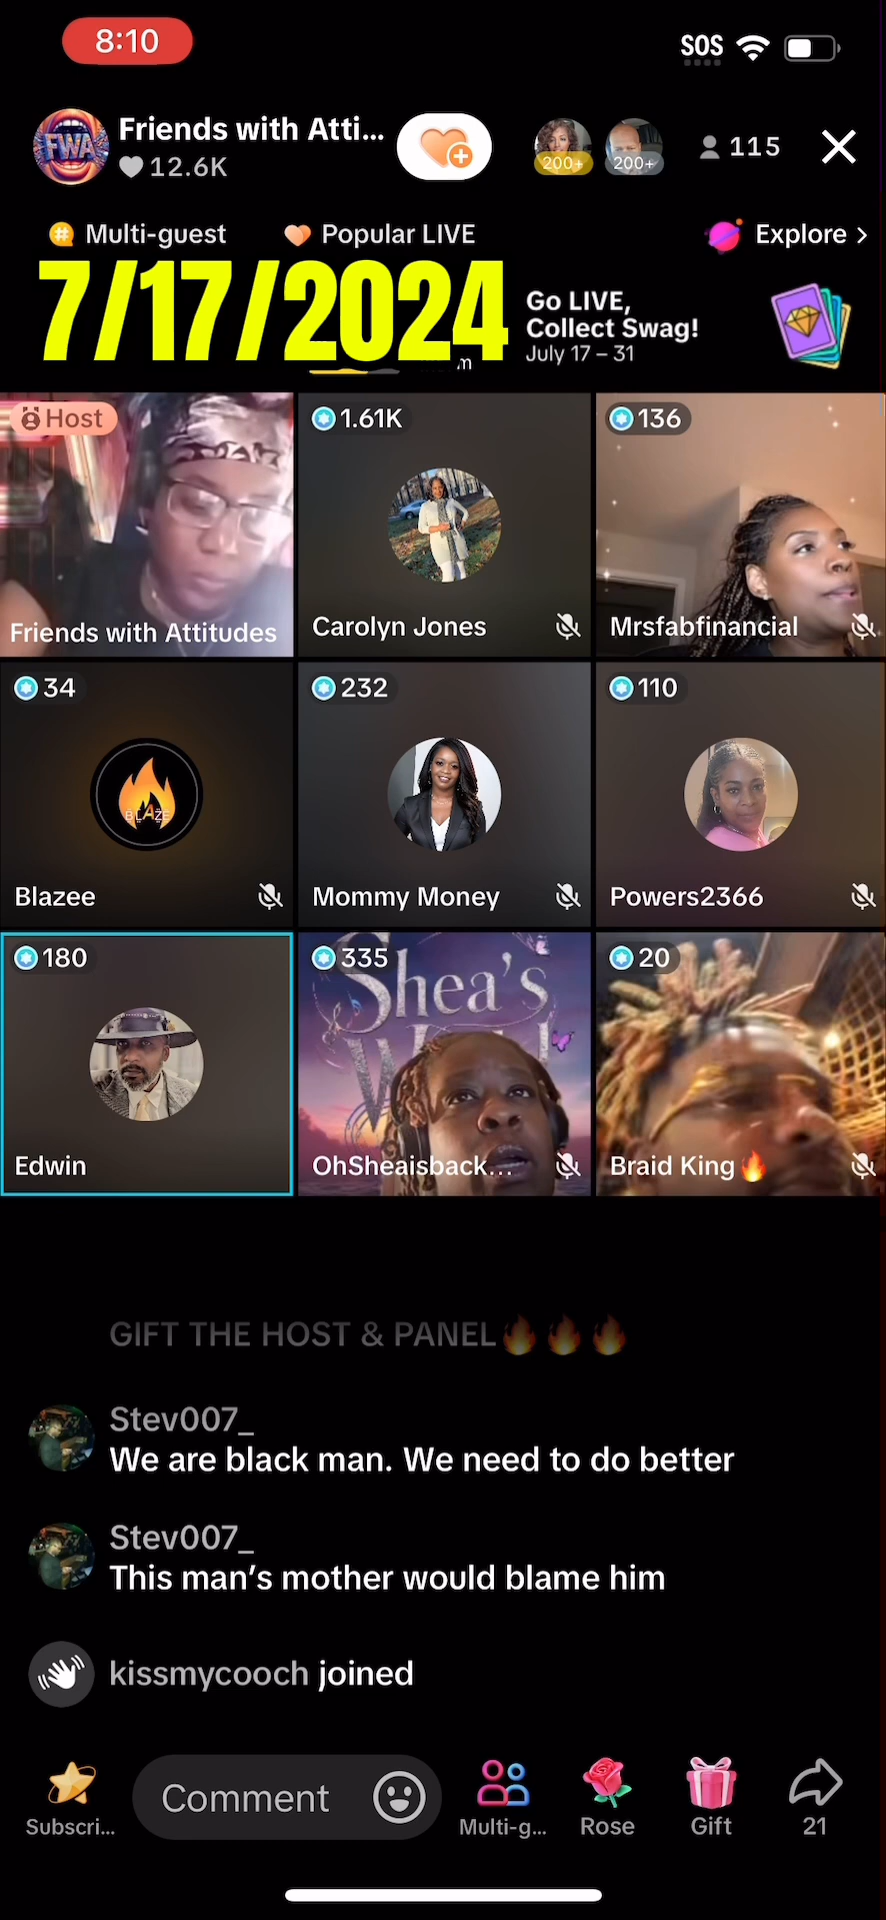 8:10
SOS
Friends with Atti...
FWA
12.6K
200+
200+
115
Multi-guest
Popular LIVE
Explore >
7/17/2024
m
Go LIVE,
Collect Swag!
July 17 – 31
Host
1.61K
136
Friends with Attitudes
Carolyn Jones
Mrsfabfinancial
34
232
110
BLAZE
Blazee
Mommy Money
Powers2366
180
335
20
Shea's
Edwin
OhSheaisback...
Braid King🔥
GIFT THE HOST & PANEL🔥🔥🔥
Stev007_
We are black man. We need to do better
Stev007_
This man's mother would blame him
kissmycooch joined
Subscri...
Comment
Multi-g...
Rose
Gift
21